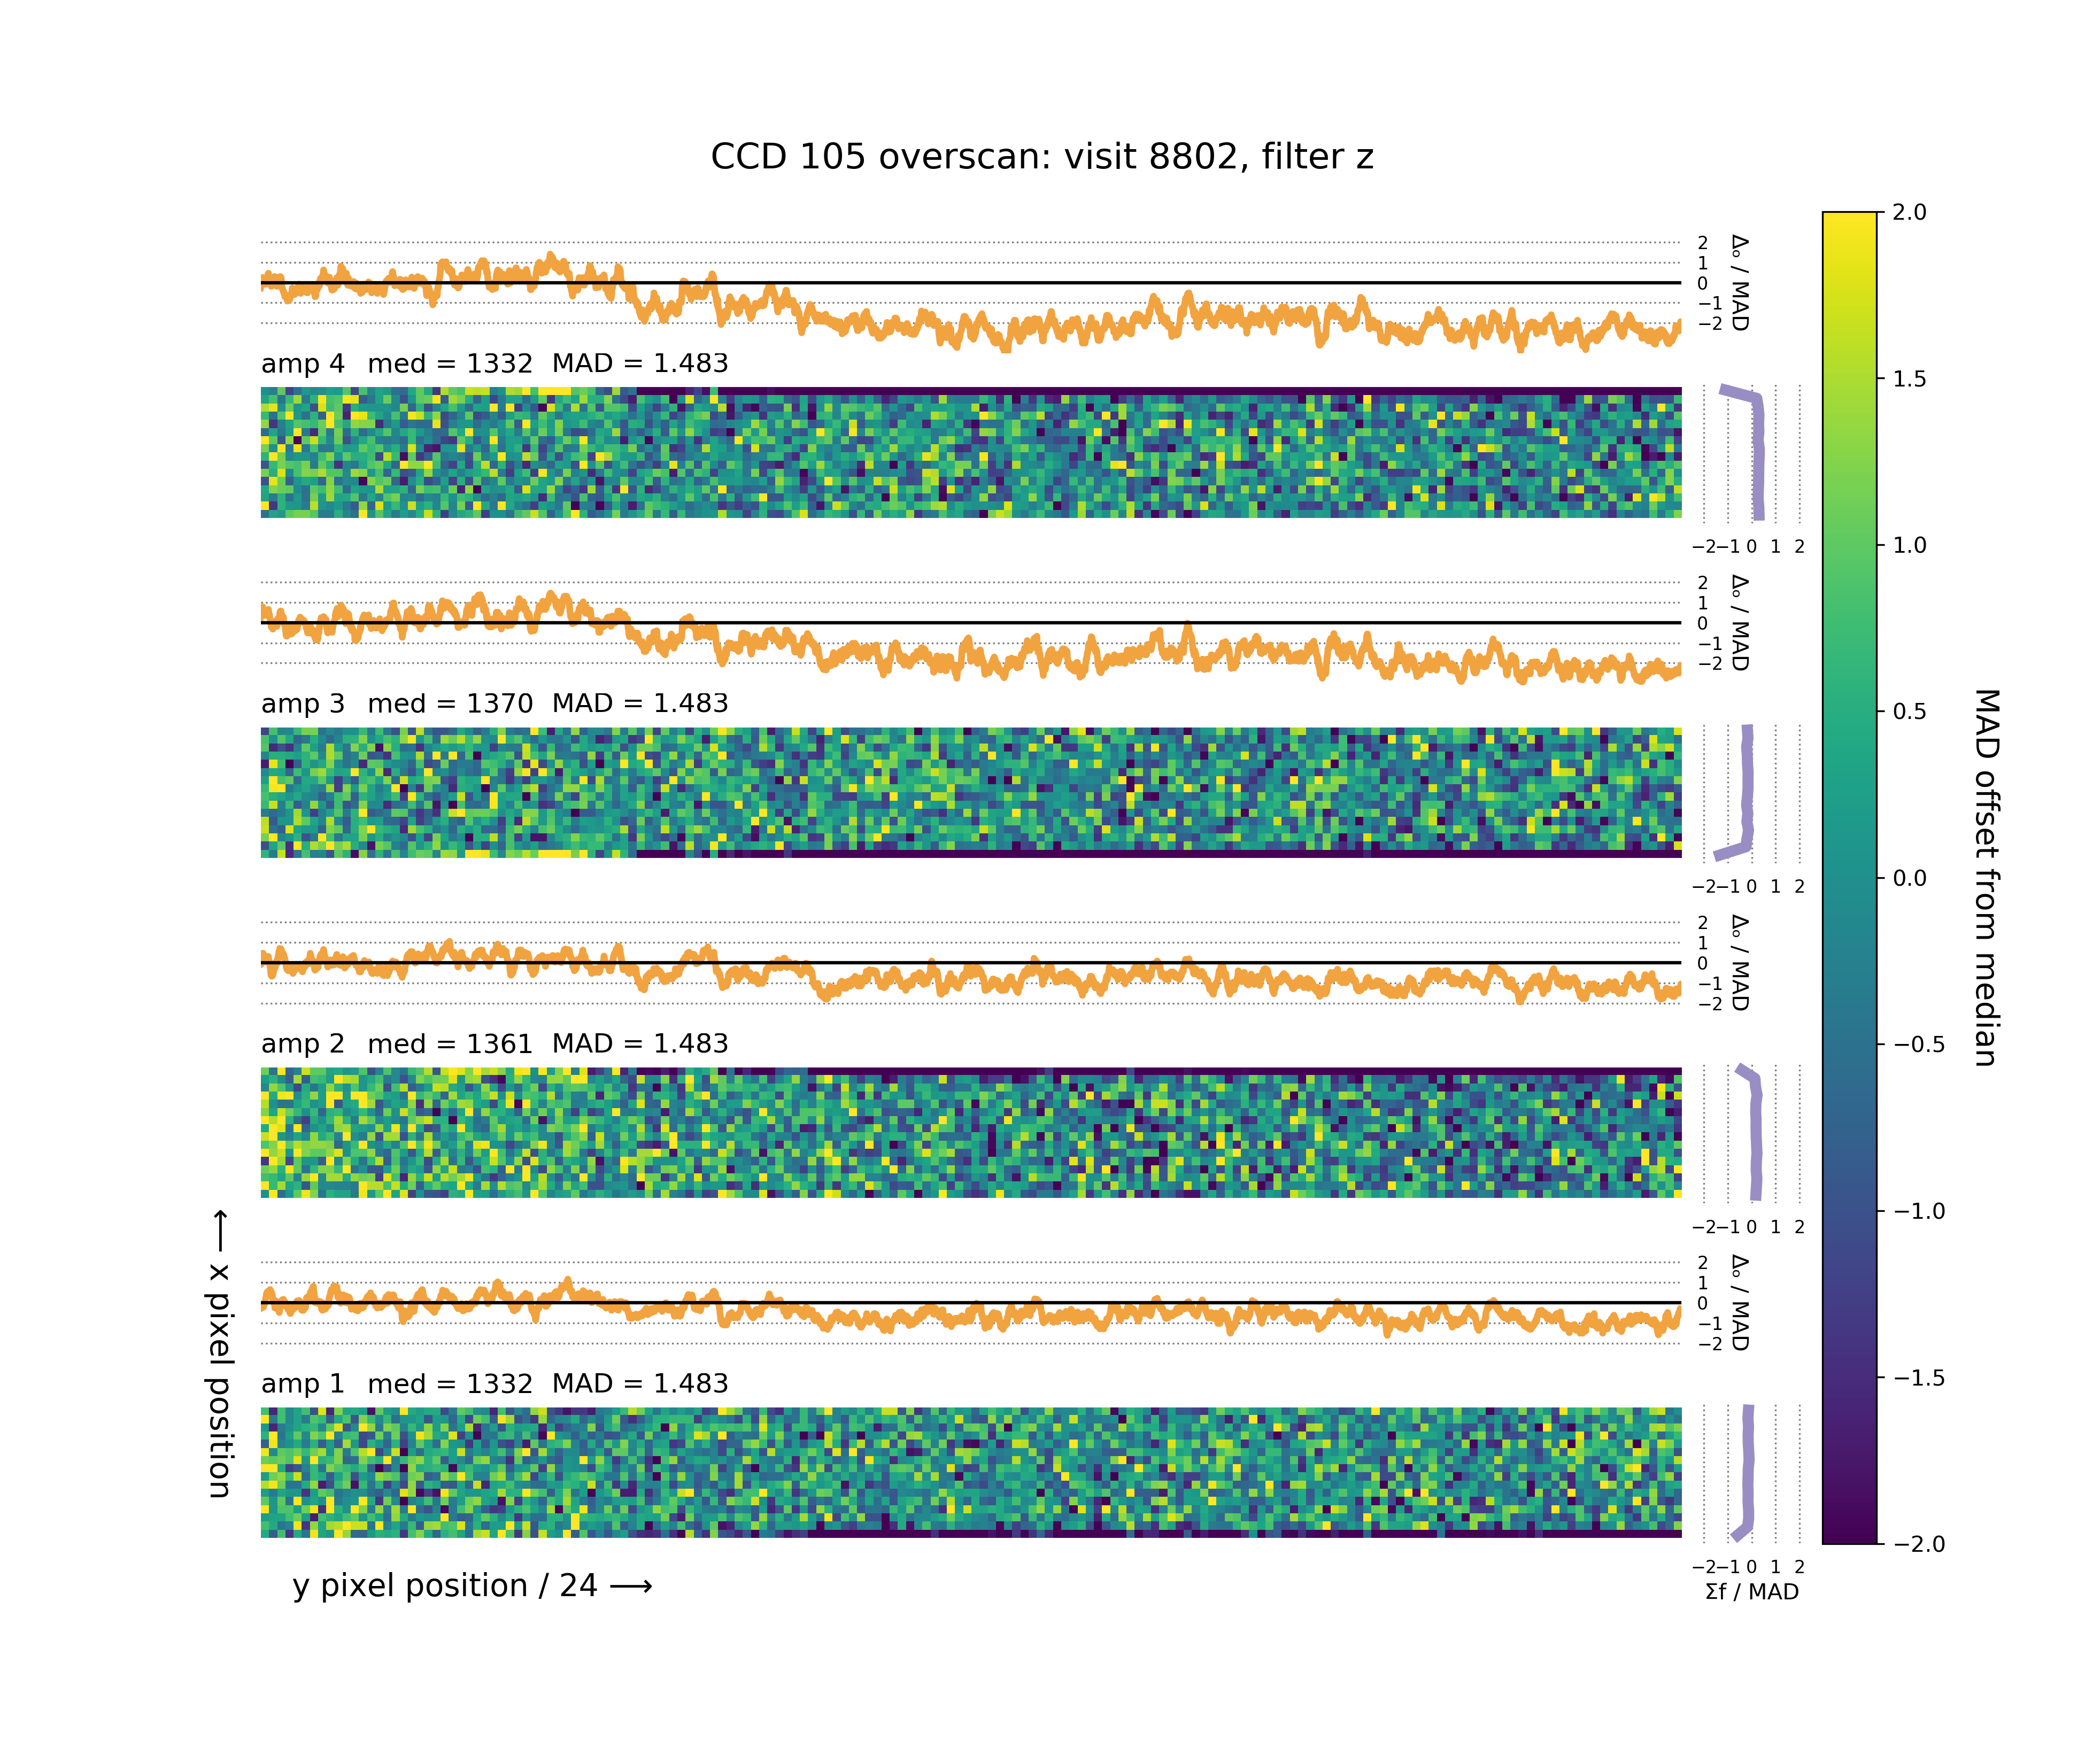 CCD 105 overscan: visit 8802, filter z
2
1
0
−1
−2
Δₒ / MAD
amp 4 med = 1332 MAD = 1.483
−2 −1 0 1 2
2
1
0
−1
−2
Δₒ / MAD
amp 3 med = 1370 MAD = 1.483
−2 −1 0 1 2
2
1
0
−1
−2
Δₒ / MAD
amp 2 med = 1361 MAD = 1.483
−2 −1 0 1 2
2
1
0
−1
−2
Δₒ / MAD
amp 1 med = 1332 MAD = 1.483
−2 −1 0 1 2
Σf / MAD
y pixel position / 24 ⟶
⟵ x pixel position
2.0
1.5
1.0
0.5
0.0
−0.5
−1.0
−1.5
−2.0
MAD offset from median